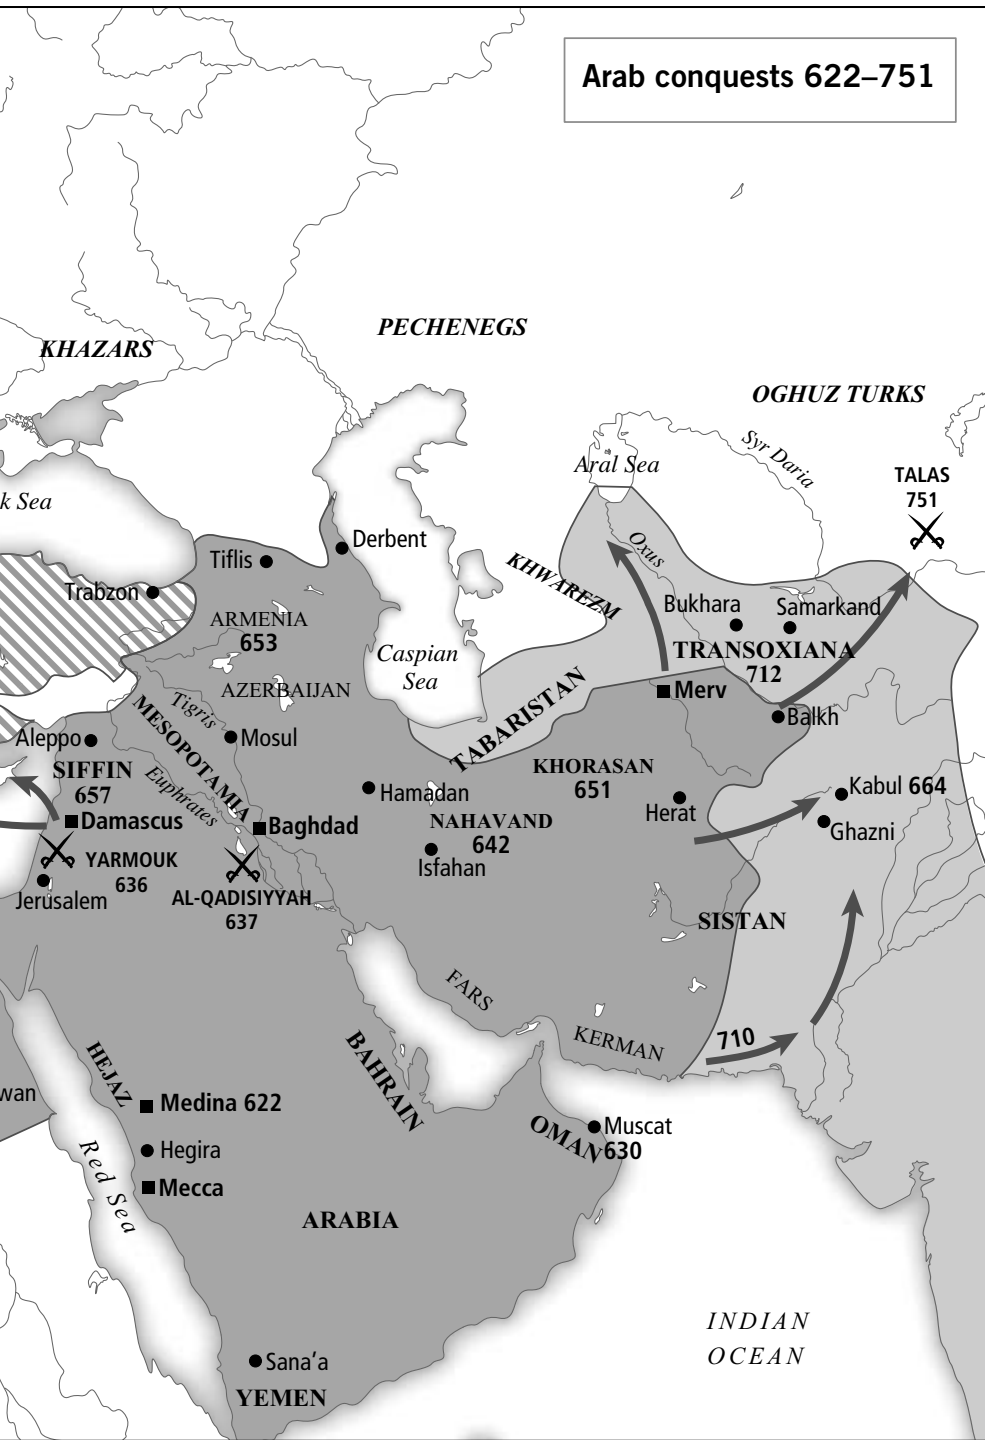 Arab conquests 622–751
PECHENEGS
KHAZARS
OGHUZ TURKS
Syr Daria
Aral Sea
TALAS
751
k Sea
Derbent
Tiflis
Oxus
KHWAREZM
Trabzon
Bukhara
Samarkand
ARMENIA
653
TRANSOXIANA
712
Caspian
Sea
AZERBAIJAN
Merv
Tigris
TABARISTAN
Balkh
MESOPOTAMIA
Aleppo
Mosul
SIFFIN
657
KHORASAN
651
Euphrates
Hamadan
Kabul 664
Herat
Damascus
Baghdad
NAHAVAND
642
Ghazni
YARMOUK
636
Isfahan
Jerusalem
AL-QADISIYYAH
637
SISTAN
FARS
KERMAN
710
BAHRAIN
HEJAZ
wan
Medina 622
OMAN
Muscat
630
Hegira
Red Sea
Mecca
ARABIA
INDIAN
OCEAN
Sana’a
YEMEN